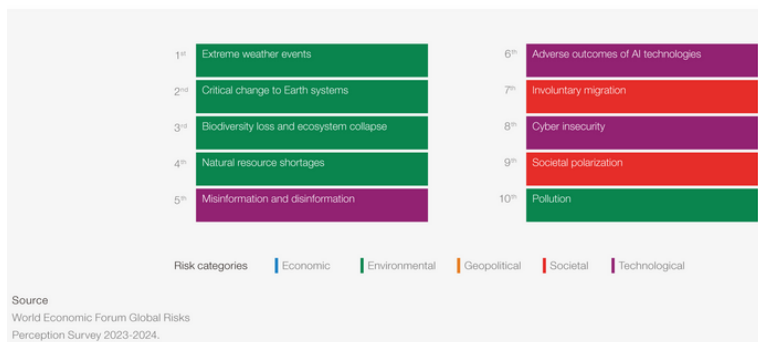 1st Extreme weather events
2nd Critical change to Earth systems
3rd Biodiversity loss and ecosystem collapse
4th Natural resource shortages
5th Misinformation and disinformation
6th Adverse outcomes of AI technologies
7th Involuntary migration
8th Cyber insecurity
9th Societal polarization
10th Pollution
Risk categories Economic Environmental Geopolitical Societal Technological
Source
World Economic Forum Global Risks
Perception Survey 2023-2024.